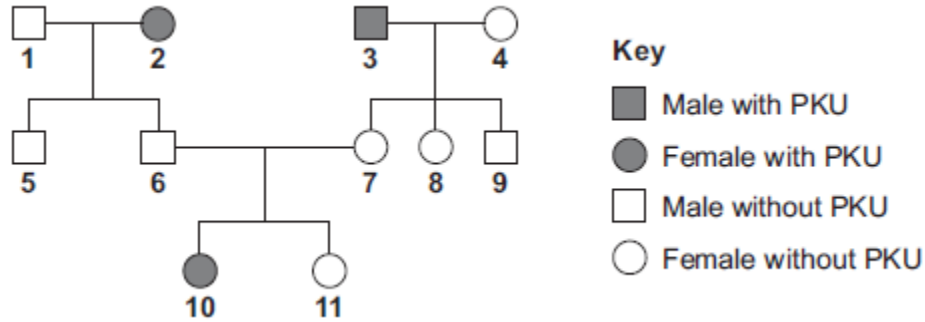 1 2 3 4
Key
Male with PKU
Female with PKU
5 6 7 8 9
Male without PKU
Female without PKU
10 11